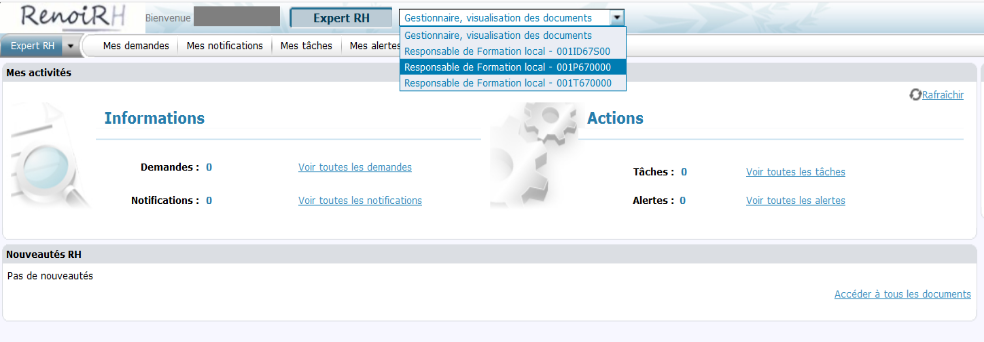 RenoiRH
Bienvenue
Expert RH
Gestionnaire, visualisation des documents
Gestionnaire, visualisation des documents
Responsable de Formation local - 001ID67S00
Responsable de Formation local - 001P670000
Responsable de Formation local - 001T670000
Expert RH
Mes demandes
Mes notifications
Mes tâches
Mes alertes
Mes activités
Rafraîchir
Informations
Actions
Demandes : 0
Voir toutes les demandes
Tâches : 0
Voir toutes les tâches
Notifications : 0
Voir toutes les notifications
Alertes : 0
Voir toutes les alertes
Nouveautés RH
Pas de nouveautés
Accéder à tous les documents